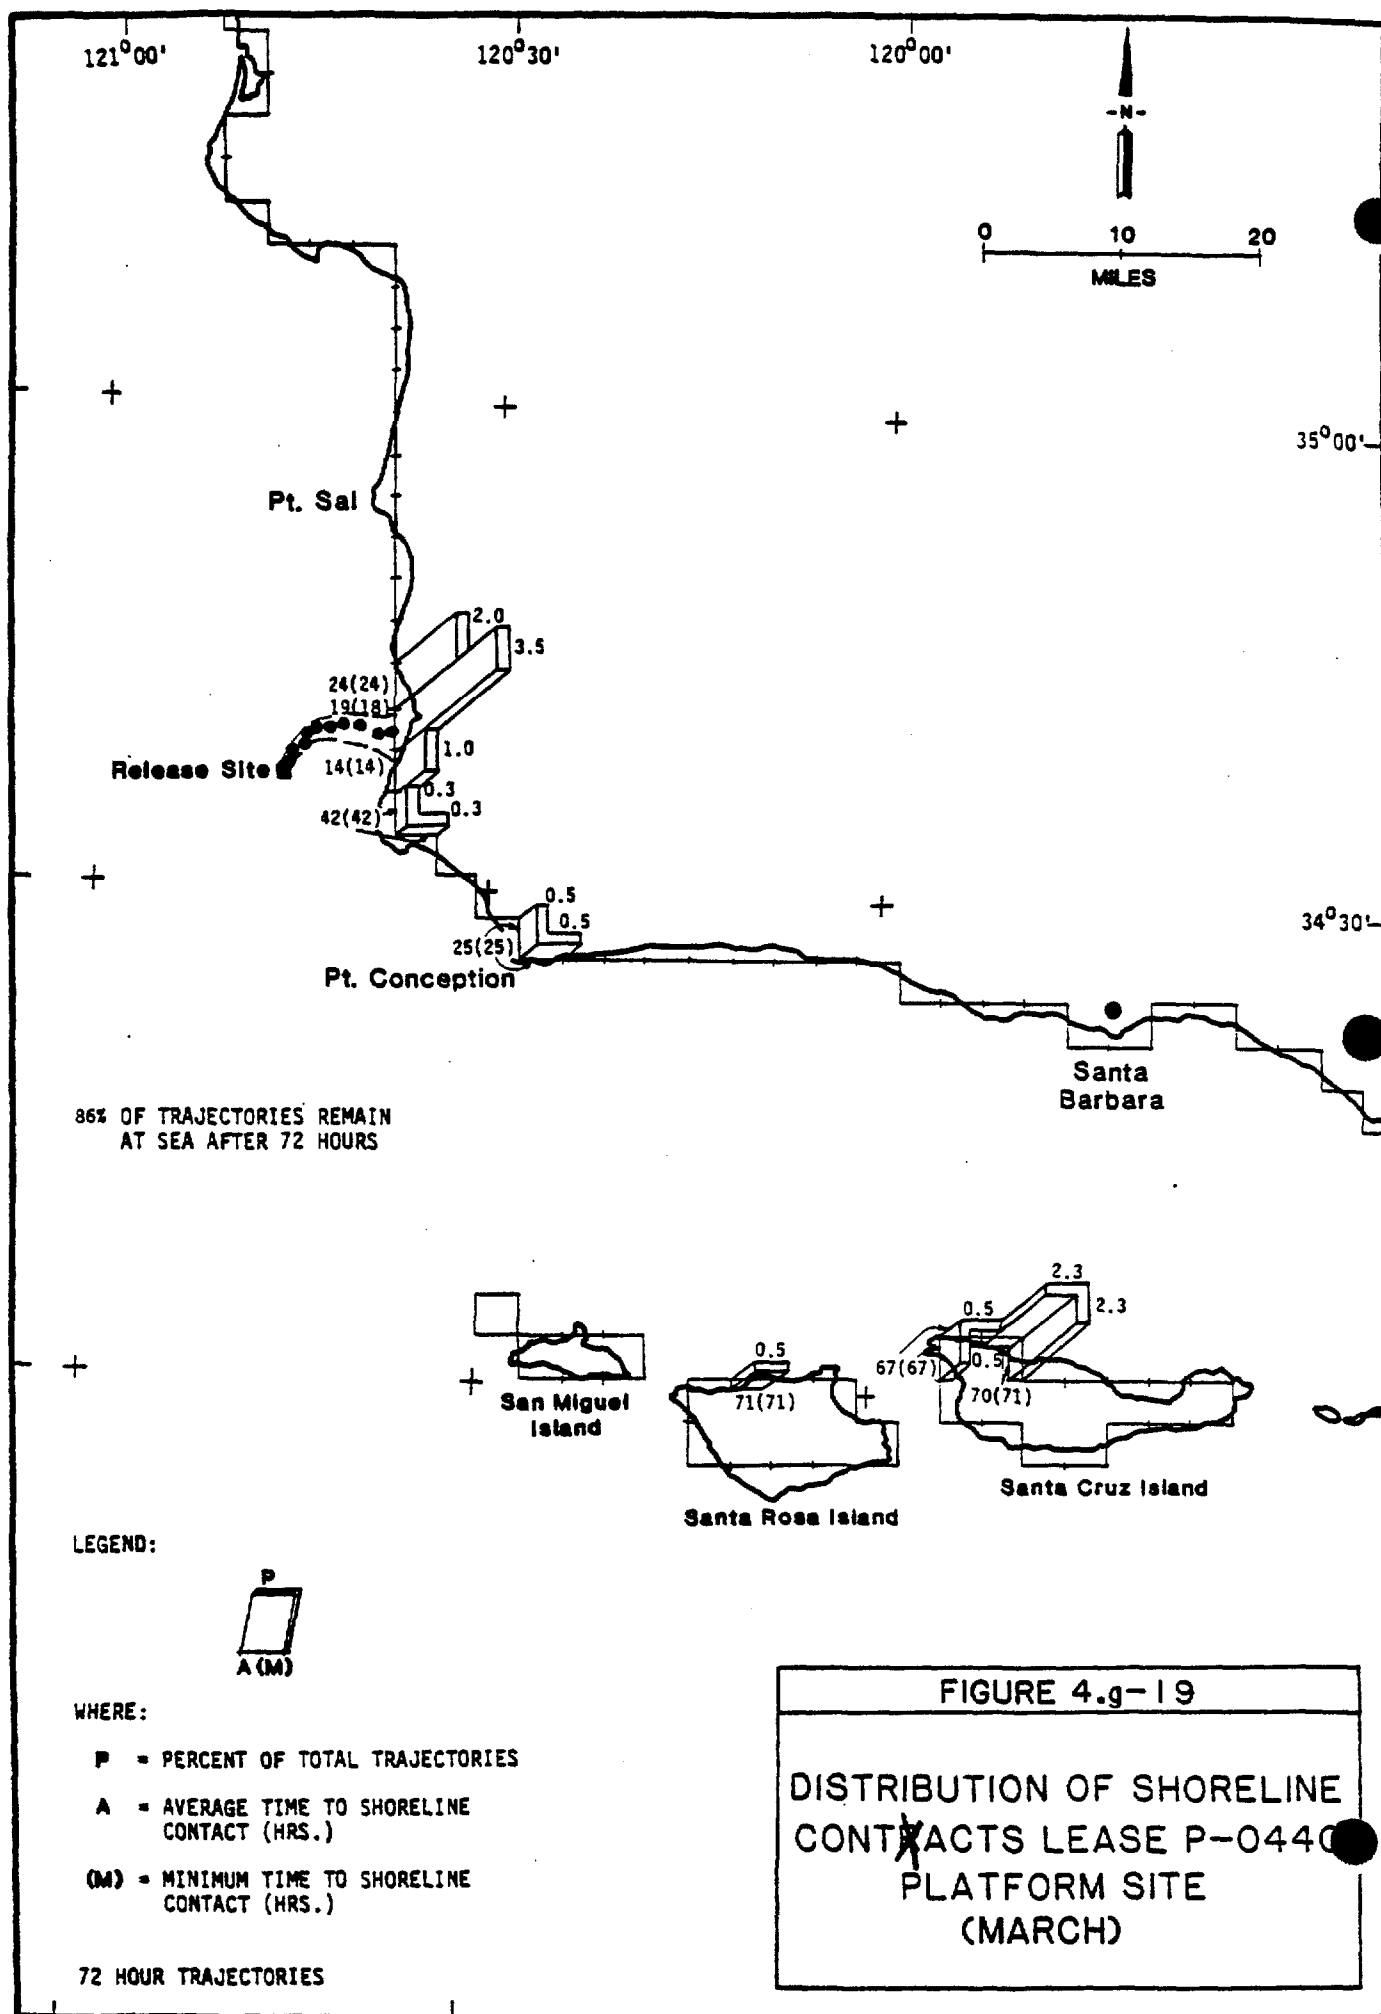 121°00'
120°30'
120°00'
-N-
0 10 20
MILES
35°00'
Pt. Sal
2.0
3.5
24(24)
19(18)
Release Site
14(14)
1.0
0.3
0.3
42(42)
0.5
0.5
25(25)
34°30'
Pt. Conception
Santa
Barbara
86% OF TRAJECTORIES REMAIN
AT SEA AFTER 72 HOURS
2.3
0.5
2.3
0.5
67(67)
0.5
71(71)
70(71)
San Miguel
Island
Santa Rosa Island
Santa Cruz Island
LEGEND:
P
A(M)
WHERE:
P = PERCENT OF TOTAL TRAJECTORIES
A = AVERAGE TIME TO SHORELINE
CONTACT (HRS.)
(M) = MINIMUM TIME TO SHORELINE
CONTACT (HRS.)
72 HOUR TRAJECTORIES
FIGURE 4.g-19
DISTRIBUTION OF SHORELINE
CONTACTS LEASE P-0440
PLATFORM SITE
(MARCH)